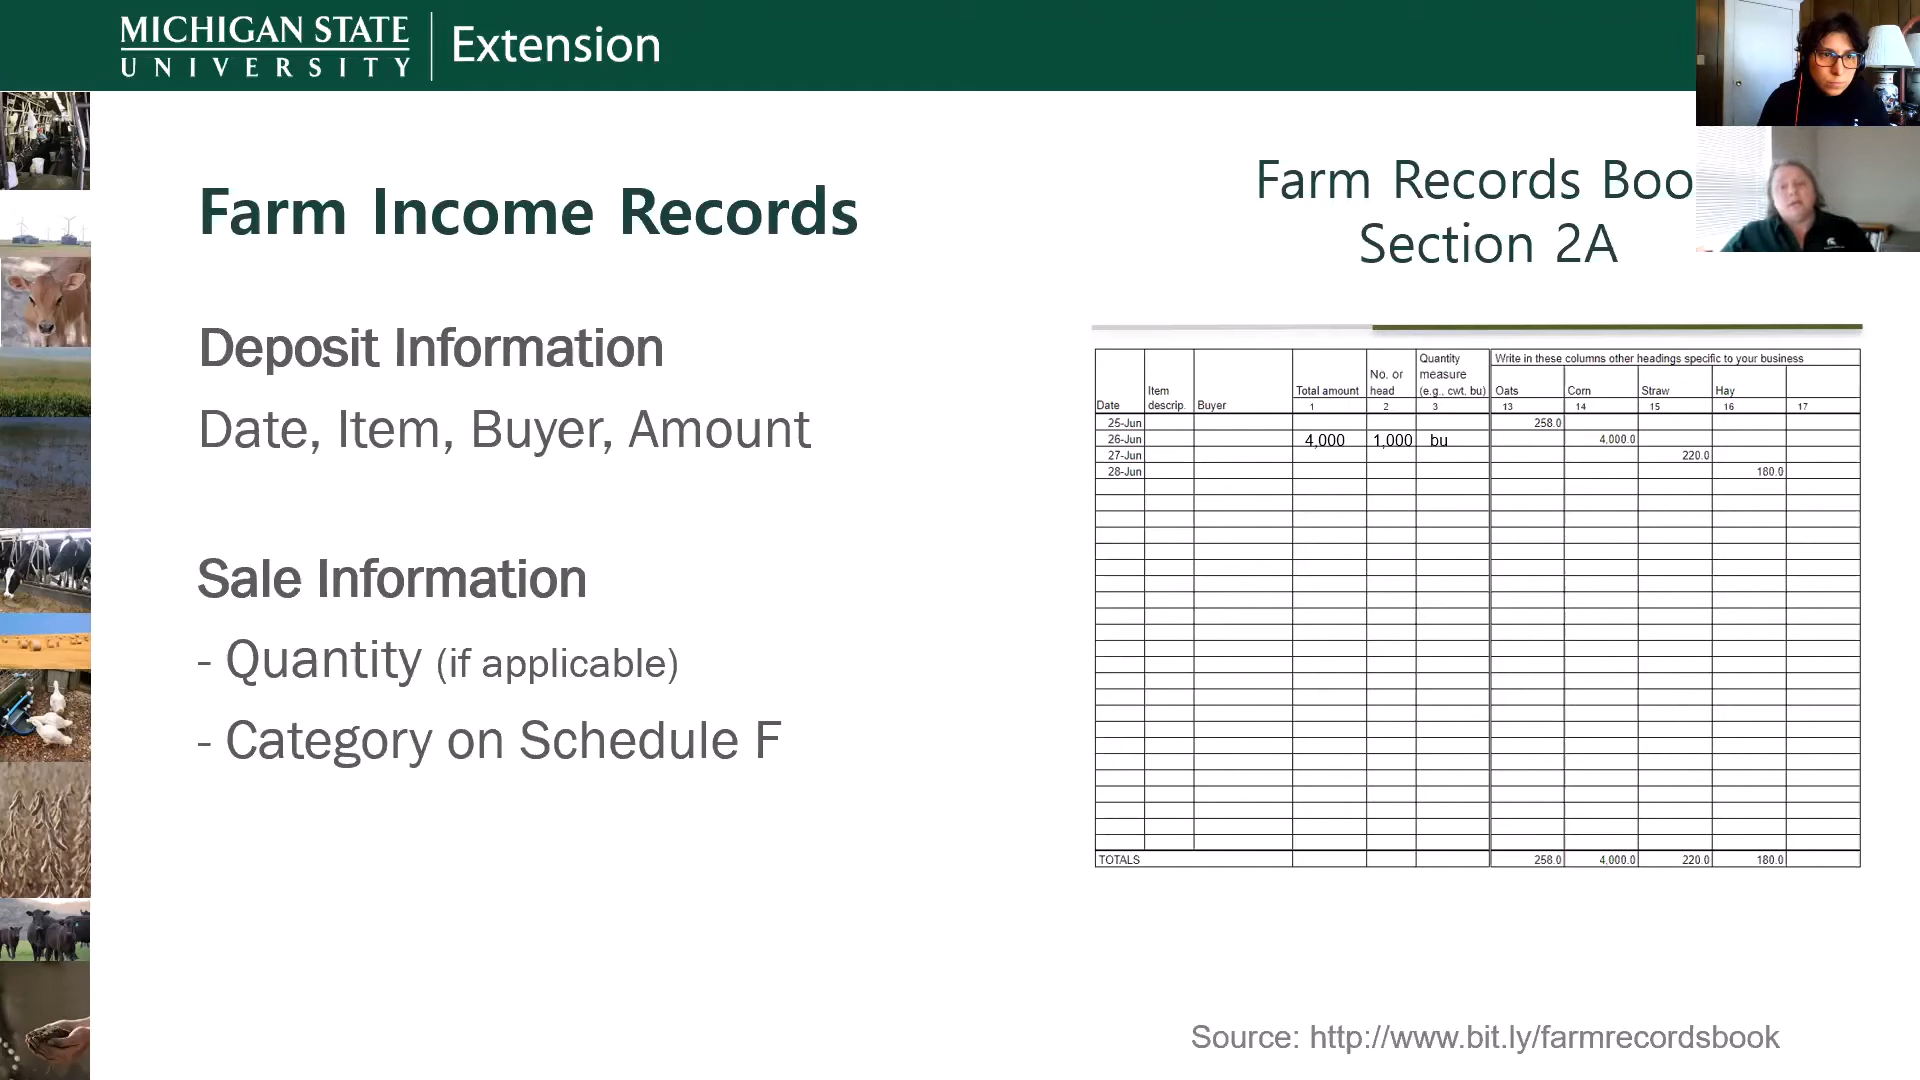 MICHIGAN STATE
UNIVERSITY
Extension
Farm Income Records
Deposit Information
Date, Item, Buyer, Amount
Sale Information
- Quantity (if applicable)
- Category on Schedule F
Farm Records Boo
Section 2A
Date Item descrip. Buyer Total amount No. or head Quantity measure (e.g., cwt, bu) Write in these columns other headings specific to your business
Oats Corn Straw Hay
1 2 3 13 14 15 16 17
25-Jun 258.0
26-Jun 4,000 1,000 bu 4,000.0
27-Jun 220.0
28-Jun 180.0
TOTALS 258.0 4,000.0 220.0 180.0
Source: http://www.bit.ly/farmrecordsbook